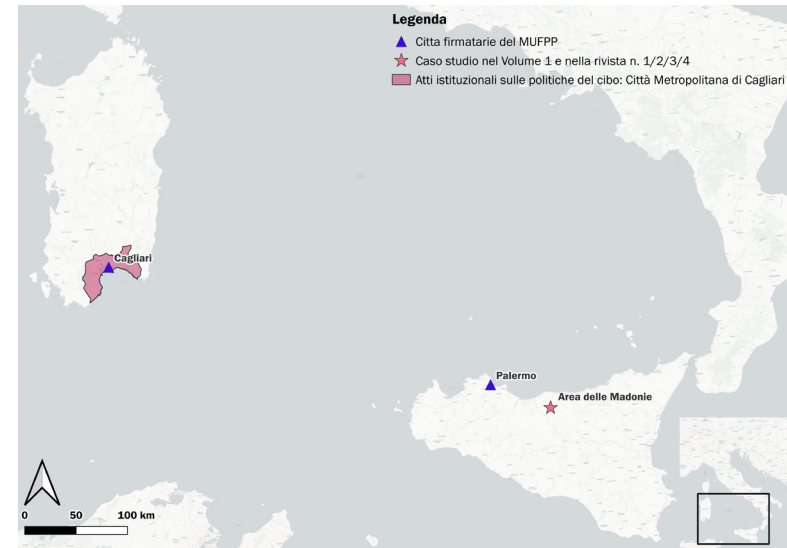 Legenda
Citta firmatarie del MUFPP
Caso studio nel Volume 1 e nella rivista n. 1/2/3/4
Atti istituzionali sulle politiche del cibo: Città Metropolitana di Cagliari
Cagliari
Palermo
Area delle Madonie
0 50 100 km